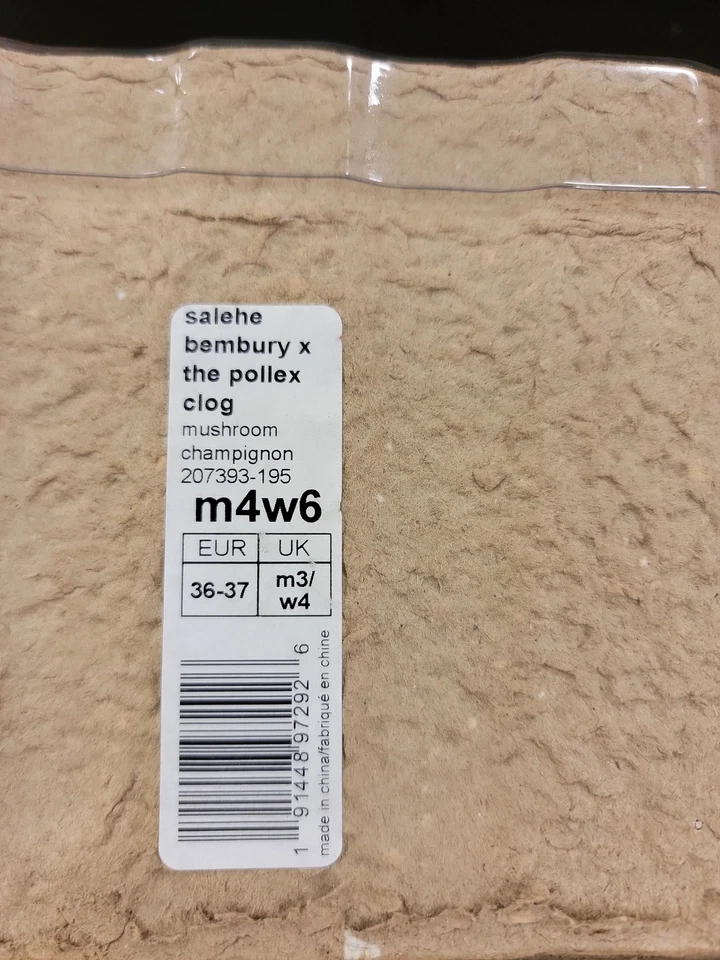 salehe
bembury x
the pollex
clog
mushroom
champignon
207393-195
m4w6
EUR UK
36-37 m3/
w4
1 91448 97292 6
made in china/fabriqué en chine